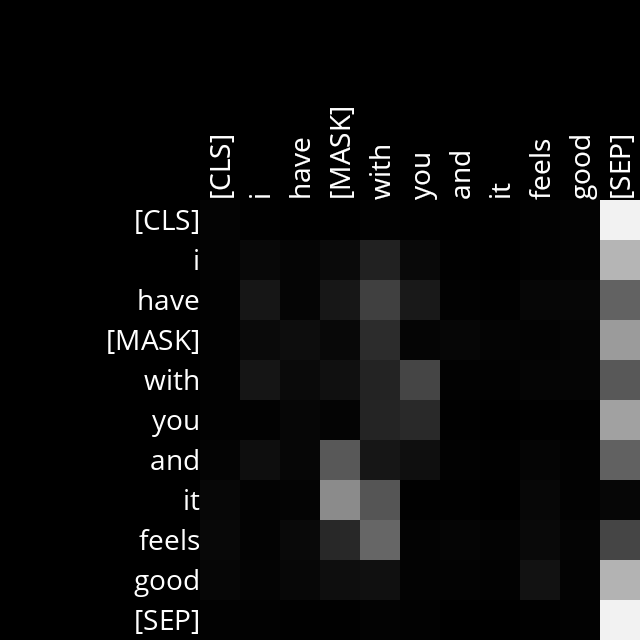 [CLS] i have [MASK] with you and it feels good [SEP]
[CLS]
i
have
[MASK]
with
you
and
it
feels
good
[SEP]